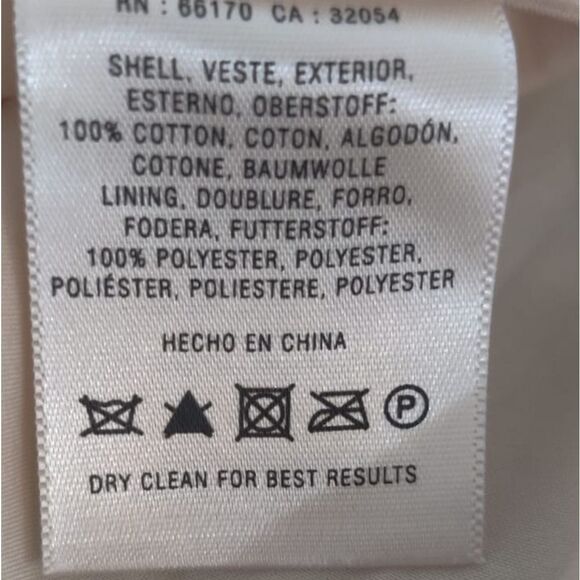 RN : 66170 CA : 32054
SHELL, VESTE, EXTERIOR,
ESTERNO, OBERSTOFF:
100% COTTON, COTON, ALGODÓN,
COTONE, BAUMWOLLE
LINING, DOUBLURE, FORRO,
FODERA, FUTTERSTOFF:
100% POLYESTER, POLYESTER,
POLIÉSTER, POLIESTERE, POLYESTER
HECHO EN CHINA
P
DRY CLEAN FOR BEST RESULTS